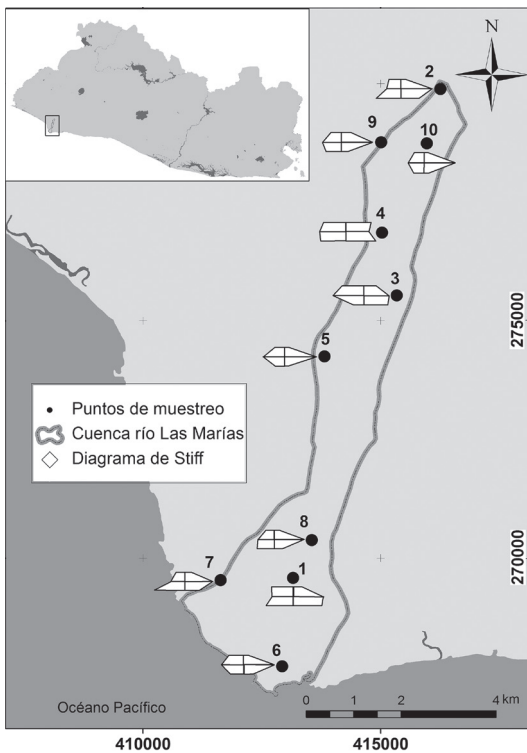 N
2
9
10
4
3
275000
5
Puntos de muestreo
Cuenca río Las Marías
Diagrama de Stiff
8
270000
7
1
6
Océano Pacífico
0 1 2 4 km
410000 415000